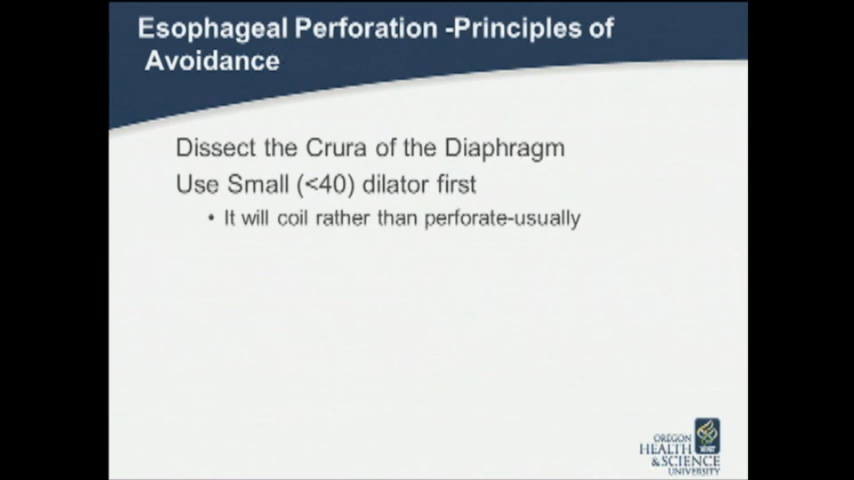 Esophageal Perforation -Principles of
Avoidance
Dissect the Crura of the Diaphragm
Use Small (<40) dilator first
• It will coil rather than perforate-usually
OREGON
HEALTH
&SCIENCE
UNIVERSITY